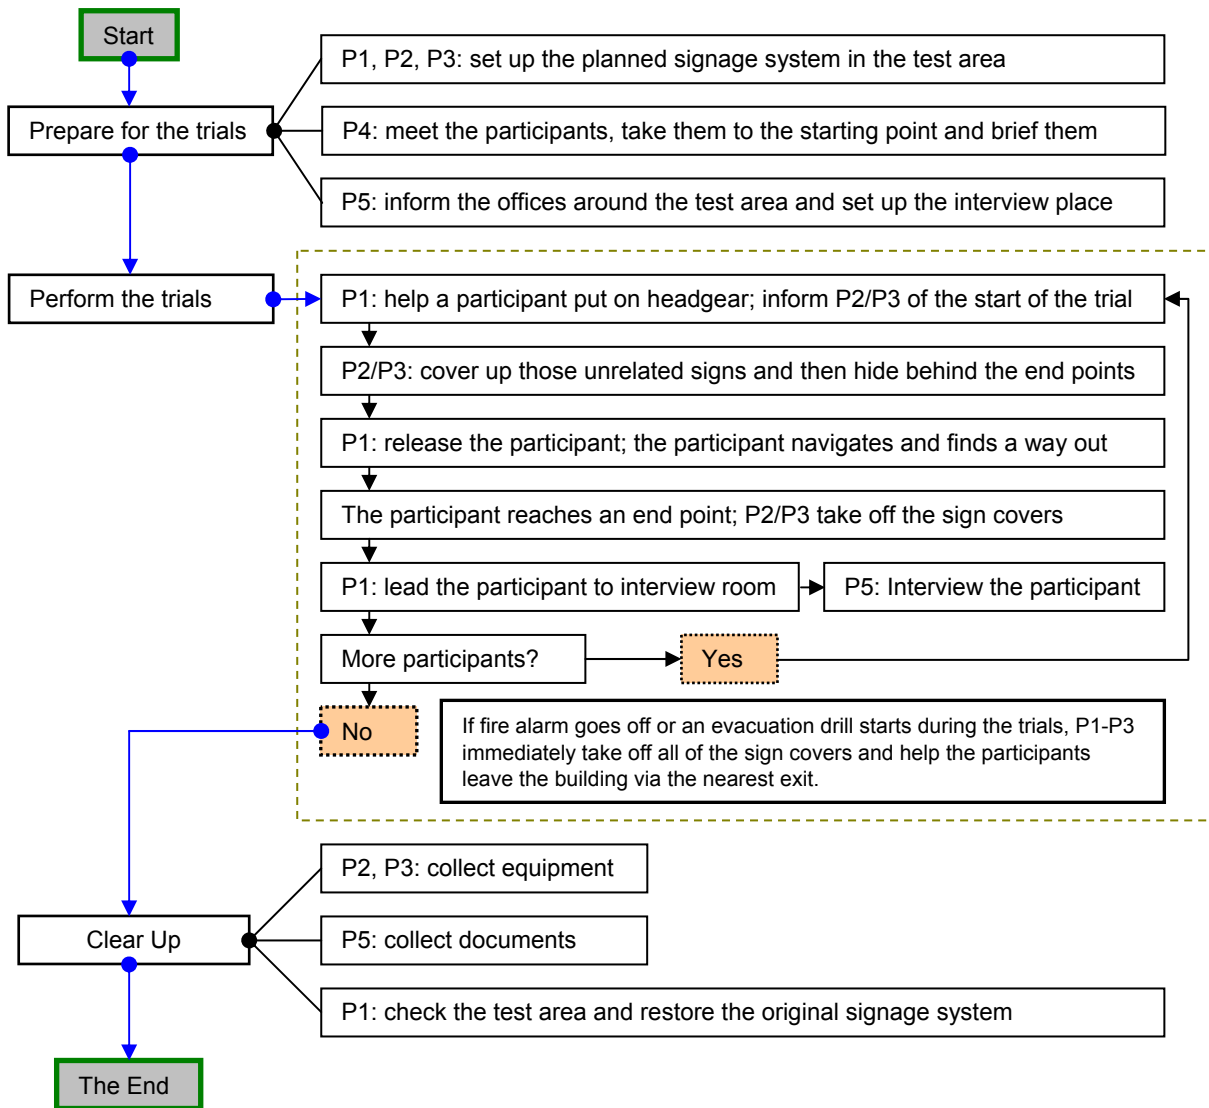 Start
P1, P2, P3: set up the planned signage system in the test area
Prepare for the trials
P4: meet the participants, take them to the starting point and brief them
P5: inform the offices around the test area and set up the interview place
Perform the trials
P1: help a participant put on headgear; inform P2/P3 of the start of the trial
P2/P3: cover up those unrelated signs and then hide behind the end points
P1: release the participant; the participant navigates and finds a way out
The participant reaches an end point; P2/P3 take off the sign covers
P1: lead the participant to interview room
P5: Interview the participant
More participants?
Yes
No
If fire alarm goes off or an evacuation drill starts during the trials, P1-P3
immediately take off all of the sign covers and help the participants
leave the building via the nearest exit.
P2, P3: collect equipment
Clear Up
P5: collect documents
P1: check the test area and restore the original signage system
The End